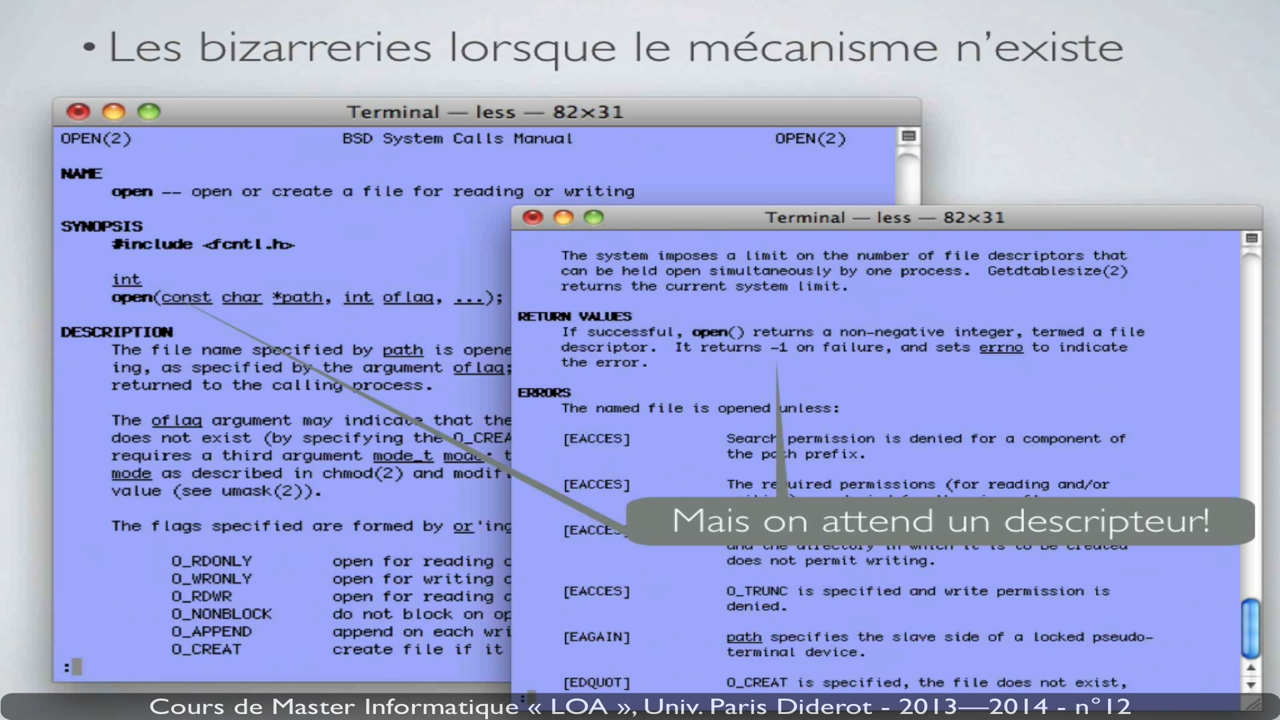 • Les bizarreries lorsque le mécanisme n'existe
Terminal — less — 82×31
OPEN(2) BSD System Calls Manual OPEN(2)
NAME
open -- open or create a file for reading or writing
SYNOPSIS
#include <fcntl.h>
int
open(const char *path, int oflag, ...);
DESCRIPTION
The file name specified by path is opene
ing, as specified by the argument oflag;
returned to the calling process.
The oflag argument may indicate that the
does not exist (by specifying the O_CREA
requires a third argument mode_t mode; t
mode as described in chmod(2) and modif
value (see umask(2)).
The flags specified are formed by or'ing
O_RDONLY open for reading o
O_WRONLY open for writing o
O_RDWR open for reading
O_NONBLOCK do not block on op
O_APPEND append on each wri
O_CREAT create file if it
:
Terminal — less — 82×31
The system imposes a limit on the number of file descriptors that
can be held open simultaneously by one process. Getdtablesize(2)
returns the current system limit.
RETURN VALUES
If successful, open() returns a non-negative integer, termed a file
descriptor. It returns -1 on failure, and sets errno to indicate
the error.
ERRORS
The named file is opened unless:
[EACCES] Search permission is denied for a component of
the path prefix.
[EACCES] The required permissions (for reading and/or
Mais on attend un descripteur!
[EACCE
and the directory in which it is to be created
does not permit writing.
[EACCES] O_TRUNC is specified and write permission is
denied.
[EAGAIN] path specifies the slave side of a locked pseudo-
terminal device.
[EDQUOT] O_CREAT is specified, the file does not exist,
:
Cours de Master Informatique « LOA », Univ. Paris Diderot - 2013—2014 - n°12